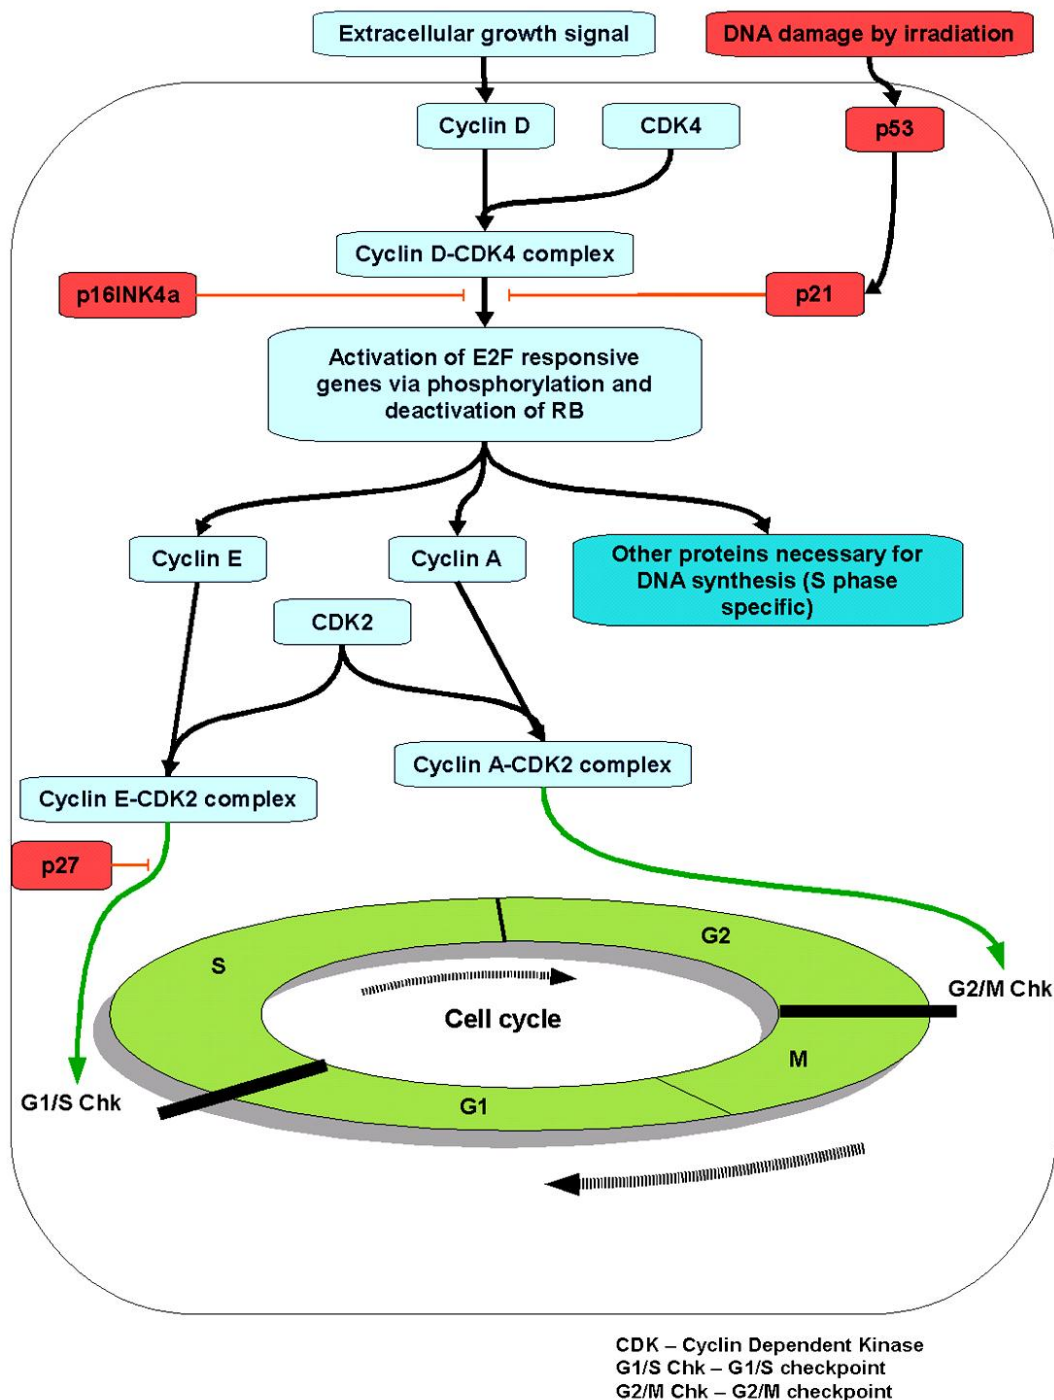 Extracellular growth signal
DNA damage by irradiation
Cyclin D
CDK4
p53
Cyclin D-CDK4 complex
p16INK4a
p21
Activation of E2F responsive
genes via phosphorylation and
deactivation of RB
Cyclin E
Cyclin A
Other proteins necessary for
DNA synthesis (S phase
specific)
CDK2
Cyclin A-CDK2 complex
Cyclin E-CDK2 complex
p27
S
G2
G2/M Chk
Cell cycle
M
G1/S Chk
G1
CDK – Cyclin Dependent Kinase
G1/S Chk – G1/S checkpoint
G2/M Chk – G2/M checkpoint